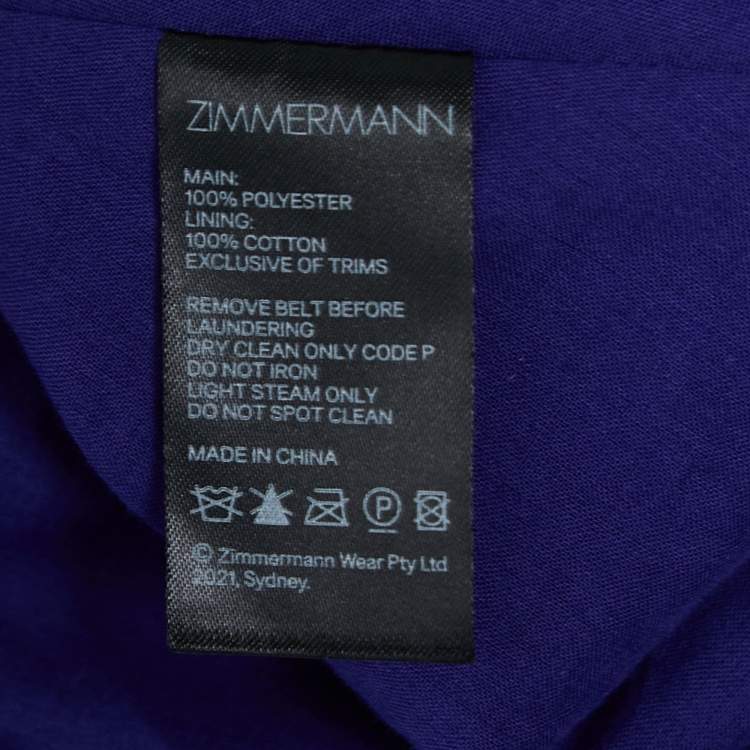 ZIMMERMANN
MAIN:
100% POLYESTER
LINING:
100% COTTON
EXCLUSIVE OF TRIMS
REMOVE BELT BEFORE
LAUNDERING
DRY CLEAN ONLY CODE P
DO NOT IRON
LIGHT STEAM ONLY
DO NOT SPOT CLEAN
MADE IN CHINA
P
© Zimmermann Wear Pty Ltd
2021, Sydney.